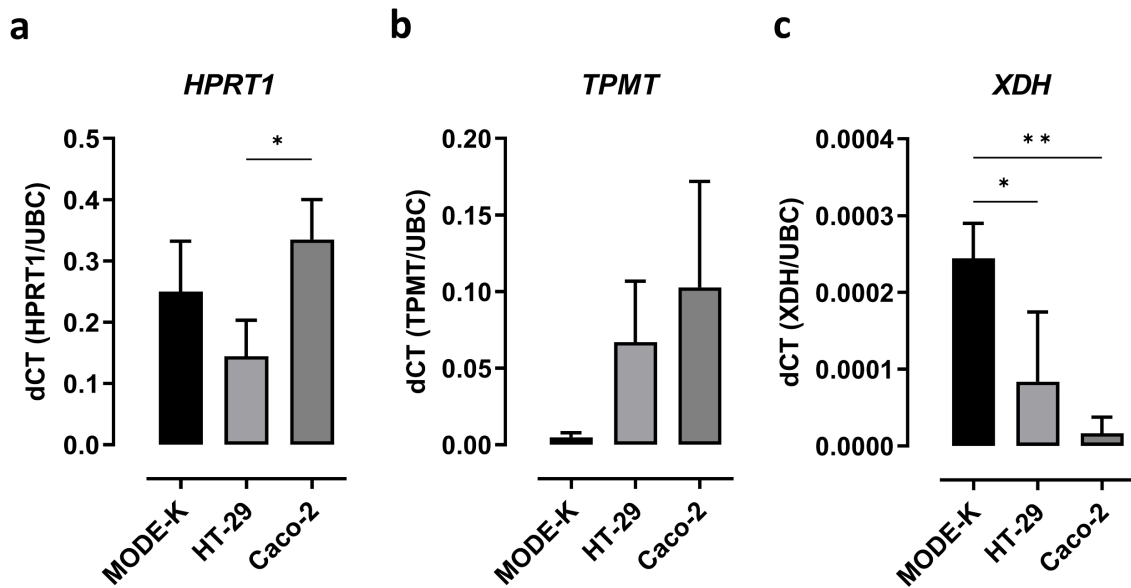 a
HPRT1
dCT (HPRT1/UBC)
0.5
0.4
0.3
0.2
0.1
0.0
*
MODE-K
HT-29
Caco-2
b
TPMT
dCT (TPMT/UBC)
0.20
0.15
0.10
0.05
0.00
MODE-K
HT-29
Caco-2
c
XDH
dCT (XDH/UBC)
0.0004
0.0003
0.0002
0.0001
0.0000
**
*
MODE-K
HT-29
Caco-2